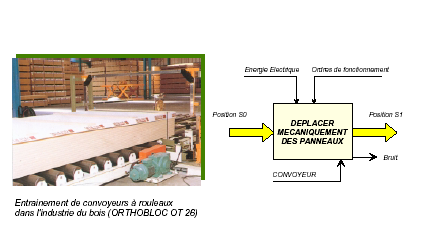 Energie Electrique
Ordres de fonctionnement
Position S0
DEPLACER
MECANIQUEMENT
DES PANNEAUX
Position S1
Bruit
CONVOYEUR
Entrainement de convoyeurs à rouleaux
dans l'industrie du bois (ORTHOBLOC OT 26)